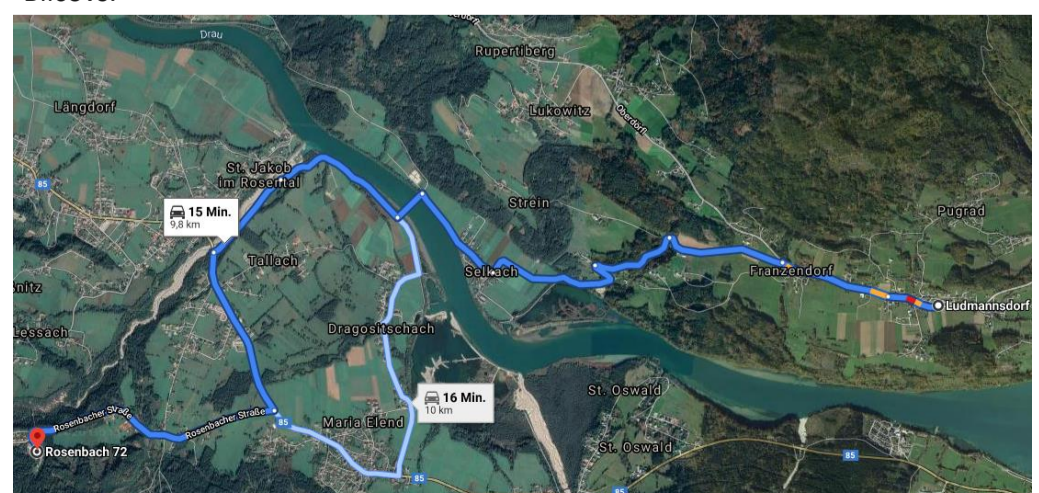 Drau
Rupertiberg
Längdorf
Lukowitz
Oberdorfs
St. Jakob
im Rosental
85
15 Min.
9,8 km
Strein
Pugrad
Tallach
Selkach
Franzendorf
ßnitz
Ludmannsdorf
Lessach
Dragositschach
16 Min.
10 km
St. Oswald
Rosenbacher Straße
Rosenbacher Straße
85
Maria Elend
Rosenbach 72
St. Oswald
85
85
85